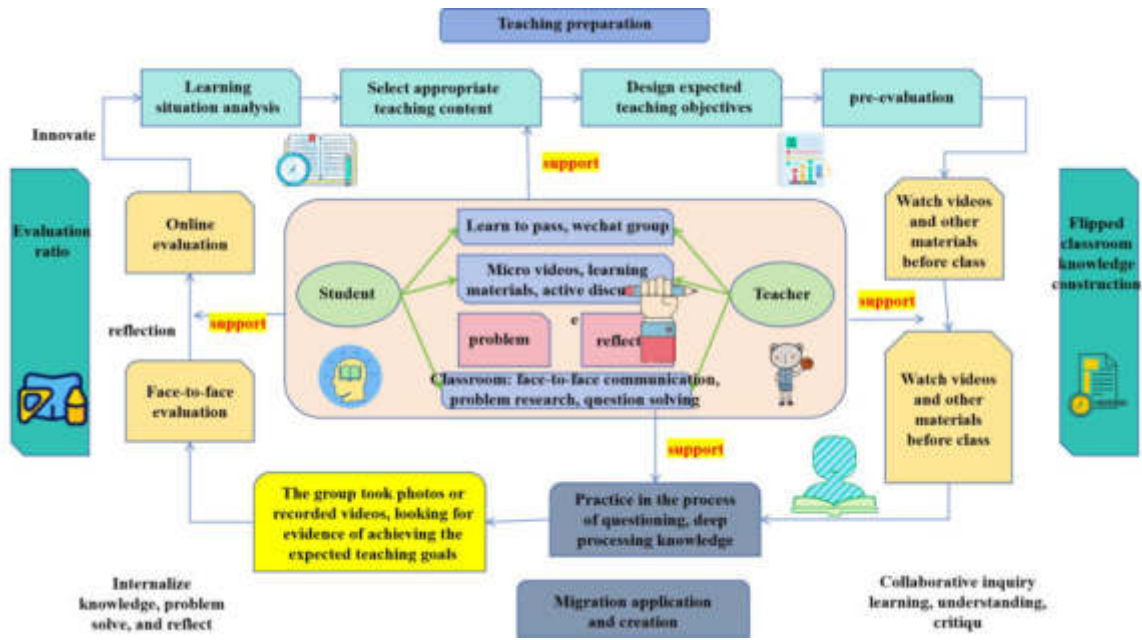 Teaching preparation
Learning
situation analysis
Select appropriate
teaching content
Design expected
teaching objectives
pre-evaluation
Innovate
support
Evaluation
ratio
Online
evaluation
Learn to pass, wechat group
Watch videos
and other
materials
before class
Flipped
classroom
knowledge
construction
Student
Micro videos, learning
materials, active discu
Teacher
support
e
reflection
support
problem
reflect
Face-to-face
evaluation
Classroom: face-to-face communication,
problem research, question solving
Watch videos
and other
materials
before class
support
The group took photos or
recorded videos, looking for
evidence of achieving the
expected teaching goals
Practice in the process
of questioning, deep
processing knowledge
Internalize
knowledge, problem
solve, and reflect
Migration application
and creation
Collaborative inquiry
learning, understanding,
critiqu